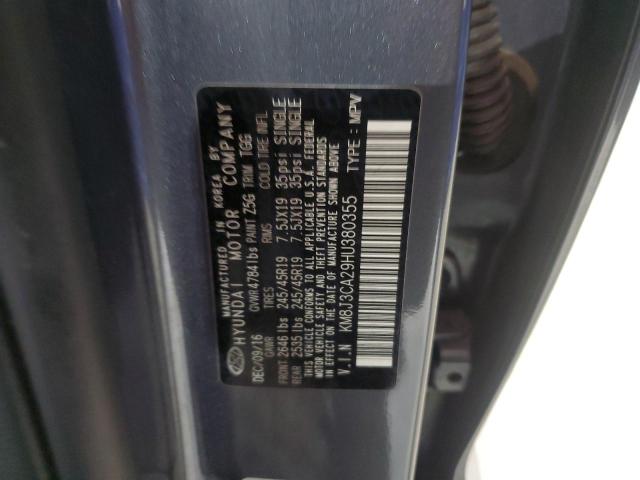 MANUFACTURED IN KOREA BY
HYUNDAI MOTOR COMPANY
DEC/09/16 GVWR 4784lbs PAINT Z5G TRIM TGG
GAWR TIRES RIMS COLD TIRE INFL
FRONT 2646 lbs 245/45R19 7.5JX19 35psi SINGLE
REAR 2535 lbs 245/45R19 7.5JX19 35psi SINGLE
THIS VEHICLE CONFORMS TO ALL APPLICABLE U.S.A. FEDERAL
MOTOR VEHICLE SAFETY AND THEFT PREVENTION STANDARDS
IN EFFECT ON THE DATE OF MANUFACTURE SHOWN ABOVE
V.I.N KM8J3CA29HU380355 TYPE : MPV